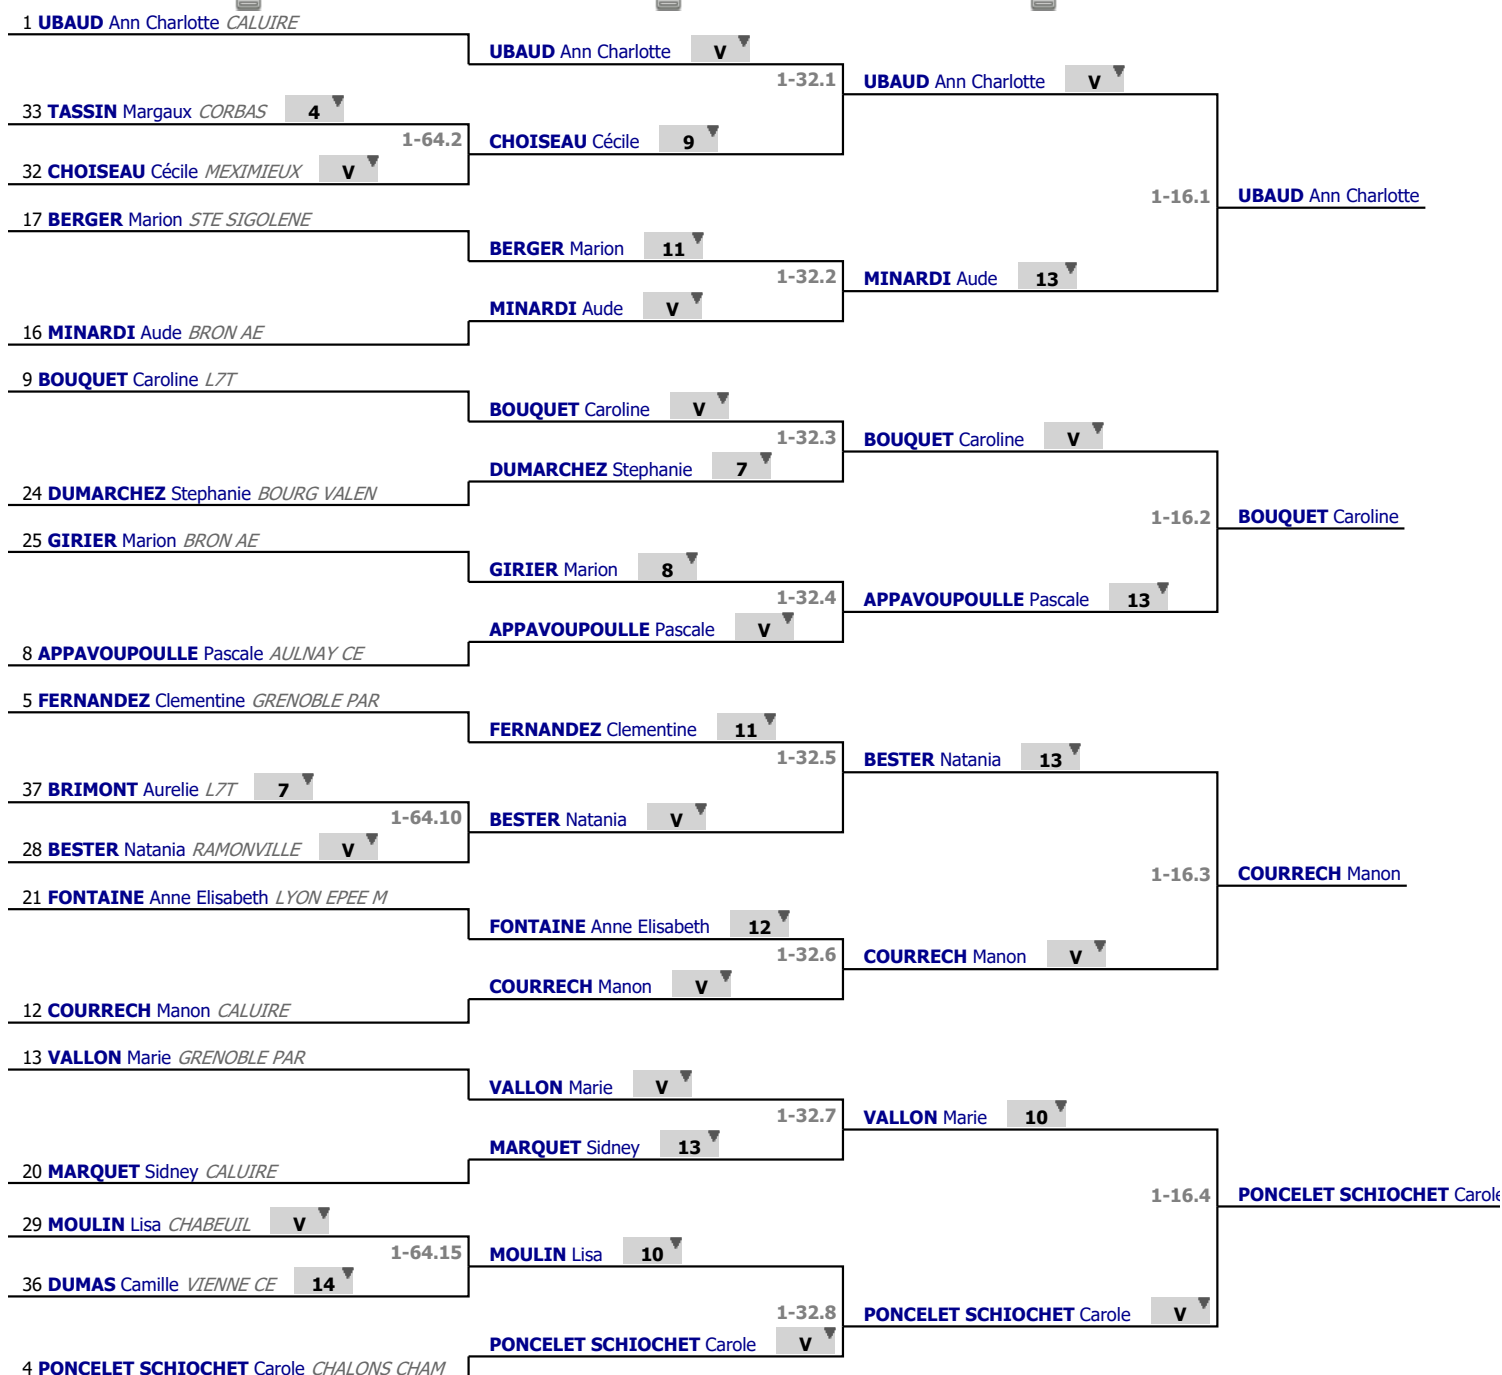 1 UBAUD Ann Charlotte CALUIRE
UBAUD Ann Charlotte V
1-32.1
UBAUD Ann Charlotte V
33 TASSIN Margaux CORBAS 4
1-64.2
CHOISEAU Cécile 9
32 CHOISEAU Cécile MEXIMIEUX V
1-16.1
UBAUD Ann Charlotte
17 BERGER Marion STE SIGOLENE
BERGER Marion 11
1-32.2
MINARDI Aude 13
MINARDI Aude V
16 MINARDI Aude BRON AE
9 BOUQUET Caroline L7T
BOUQUET Caroline V
1-32.3
BOUQUET Caroline V
DUMARCHEZ Stephanie 7
24 DUMARCHEZ Stephanie BOURG VALEN
1-16.2
BOUQUET Caroline
25 GIRIER Marion BRON AE
GIRIER Marion 8
1-32.4
APPAVOUPOULLE Pascale 13
APPAVOUPOULLE Pascale V
8 APPAVOUPOULLE Pascale AULNAY CE
5 FERNANDEZ Clementine GRENOBLE PAR
FERNANDEZ Clementine 11
1-32.5
BESTER Natania 13
37 BRIMONT Aurelie L7T 7
1-64.10
BESTER Natania V
28 BESTER Natania RAMONVILLE V
1-16.3
COURRECH Manon
21 FONTAINE Anne Elisabeth LYON EPEE M
FONTAINE Anne Elisabeth 12
1-32.6
COURRECH Manon V
COURRECH Manon V
12 COURRECH Manon CALUIRE
13 VALLON Marie GRENOBLE PAR
VALLON Marie V
1-32.7
VALLON Marie 10
MARQUET Sidney 13
20 MARQUET Sidney CALUIRE
1-16.4
PONCELET SCHIOCHET Carole
29 MOULIN Lisa CHABEUIL V
1-64.15
MOULIN Lisa 10
36 DUMAS Camille VIENNE CE 14
1-32.8
PONCELET SCHIOCHET Carole V
PONCELET SCHIOCHET Carole V
4 PONCELET SCHIOCHET Carole CHALONS CHAM